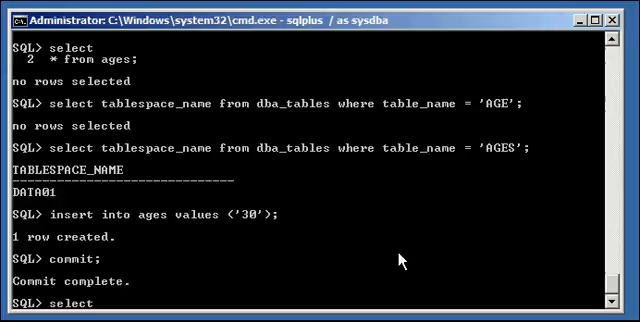 Administrator: C:\Windows\system32\cmd.exe - sqlplus / as sysdba
SQL> select
2 * from ages;
no rows selected
SQL> select tablespace_name from dba_tables where table_name = 'AGE';
no rows selected
SQL> select tablespace_name from dba_tables where table_name = 'AGES';
TABLESPACE_NAME
------------------------------
DATA01
SQL> insert into ages values ('30');
1 row created.
SQL> commit;
Commit complete.
SQL> select